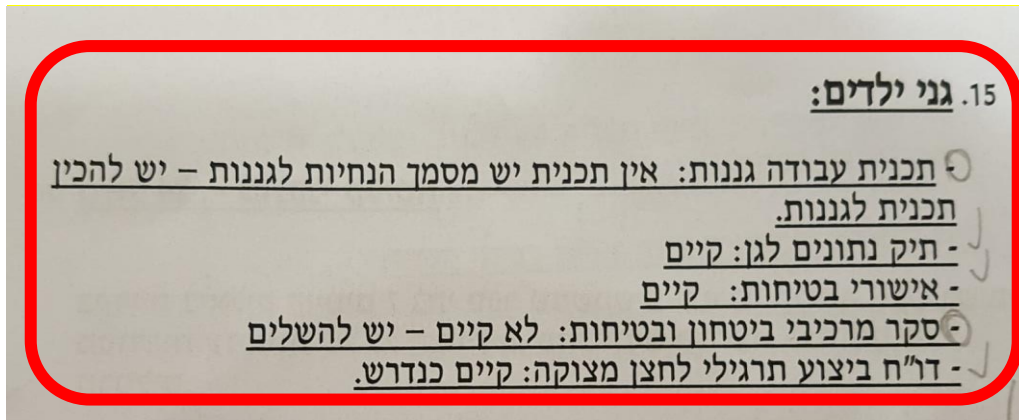 15. גני ילדים:
- תכנית עבודה גננות: אין תכנית יש מסמך הנחיות לגננות – יש להכין
תכנית לגננות.
- תיק נתונים לגן: קיים
- אישורי בטיחות: קיים
- סקר מרכיבי ביטחון ובטיחות: לא קיים – יש להשלים
- דו"ח ביצוע תרגילי לחצן מצוקה: קיים כנדרש.